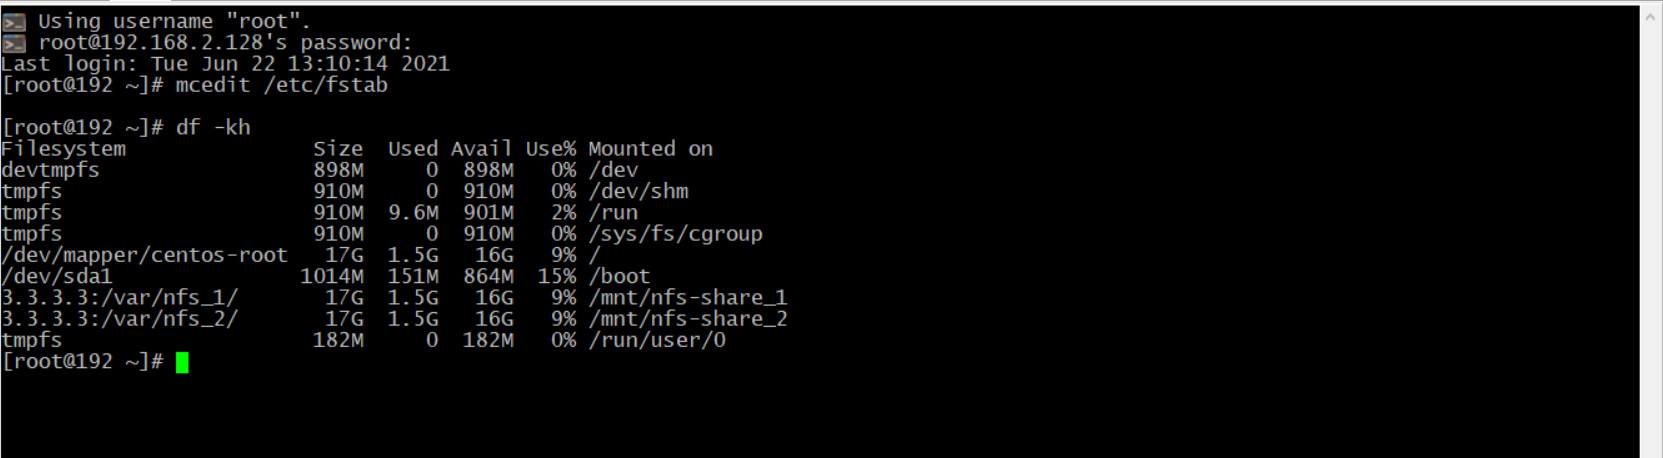 Using username "root".
root@192.168.2.128's password:
Last login: Tue Jun 22 13:10:14 2021
[root@192 ~]# mcedit /etc/fstab
[root@192 ~]# df -kh
Filesystem               Size  Used Avail Use% Mounted on
devtmpfs                 898M     0  898M   0% /dev
tmpfs                    910M     0  910M   0% /dev/shm
tmpfs                    910M  9.6M  901M   2% /run
tmpfs                    910M     0  910M   0% /sys/fs/cgroup
/dev/mapper/centos-root   17G  1.5G   16G   9% /
/dev/sda1               1014M  151M  864M  15% /boot
3.3.3.3:/var/nfs_1/       17G  1.5G   16G   9% /mnt/nfs-share_1
3.3.3.3:/var/nfs_2/       17G  1.5G   16G   9% /mnt/nfs-share_2
tmpfs                    182M     0  182M   0% /run/user/0
[root@192 ~]#